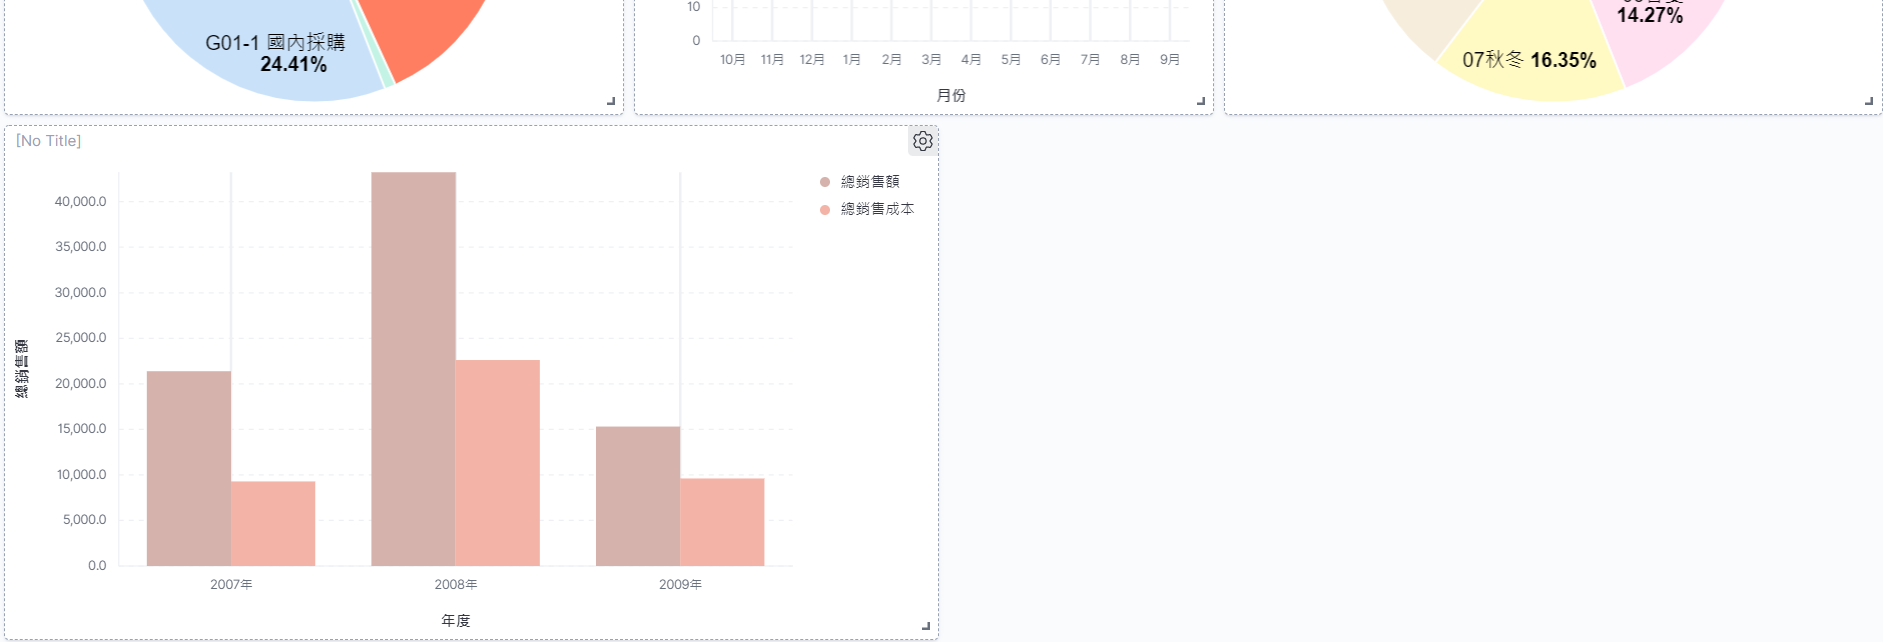 G01-1 國內採購
24.41%
10
0
10月 11月 12月 1月 2月 3月 4月 5月 6月 7月 8月 9月
月份
14.27%
07秋冬 16.35%
[No Title]
總銷售額
總銷售成本
40,000.0
35,000.0
30,000.0
25,000.0
20,000.0
15,000.0
10,000.0
5,000.0
0.0
總銷售額
2007年 2008年 2009年
年度